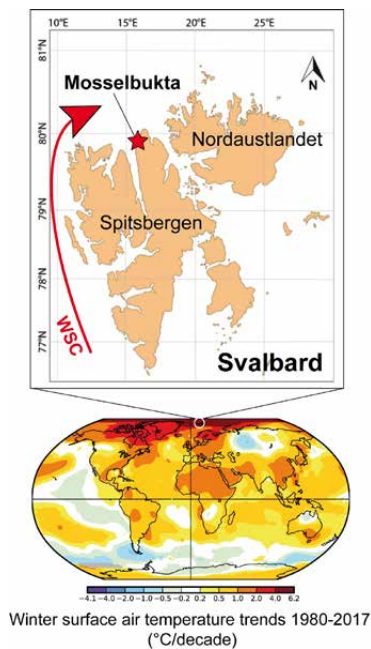 10°E 15°E 20°E 25°E
81°N
Mosselbukta
N
80°N
Nordaustlandet
79°N
Spitsbergen
78°N
WSC
77°N
Svalbard
−4.1 −4.0 −2.0 −1.0 −0.5 −0.2 0.2 0.5 1.0 2.0 4.0 6.2
Winter surface air temperature trends 1980-2017
(°C/decade)